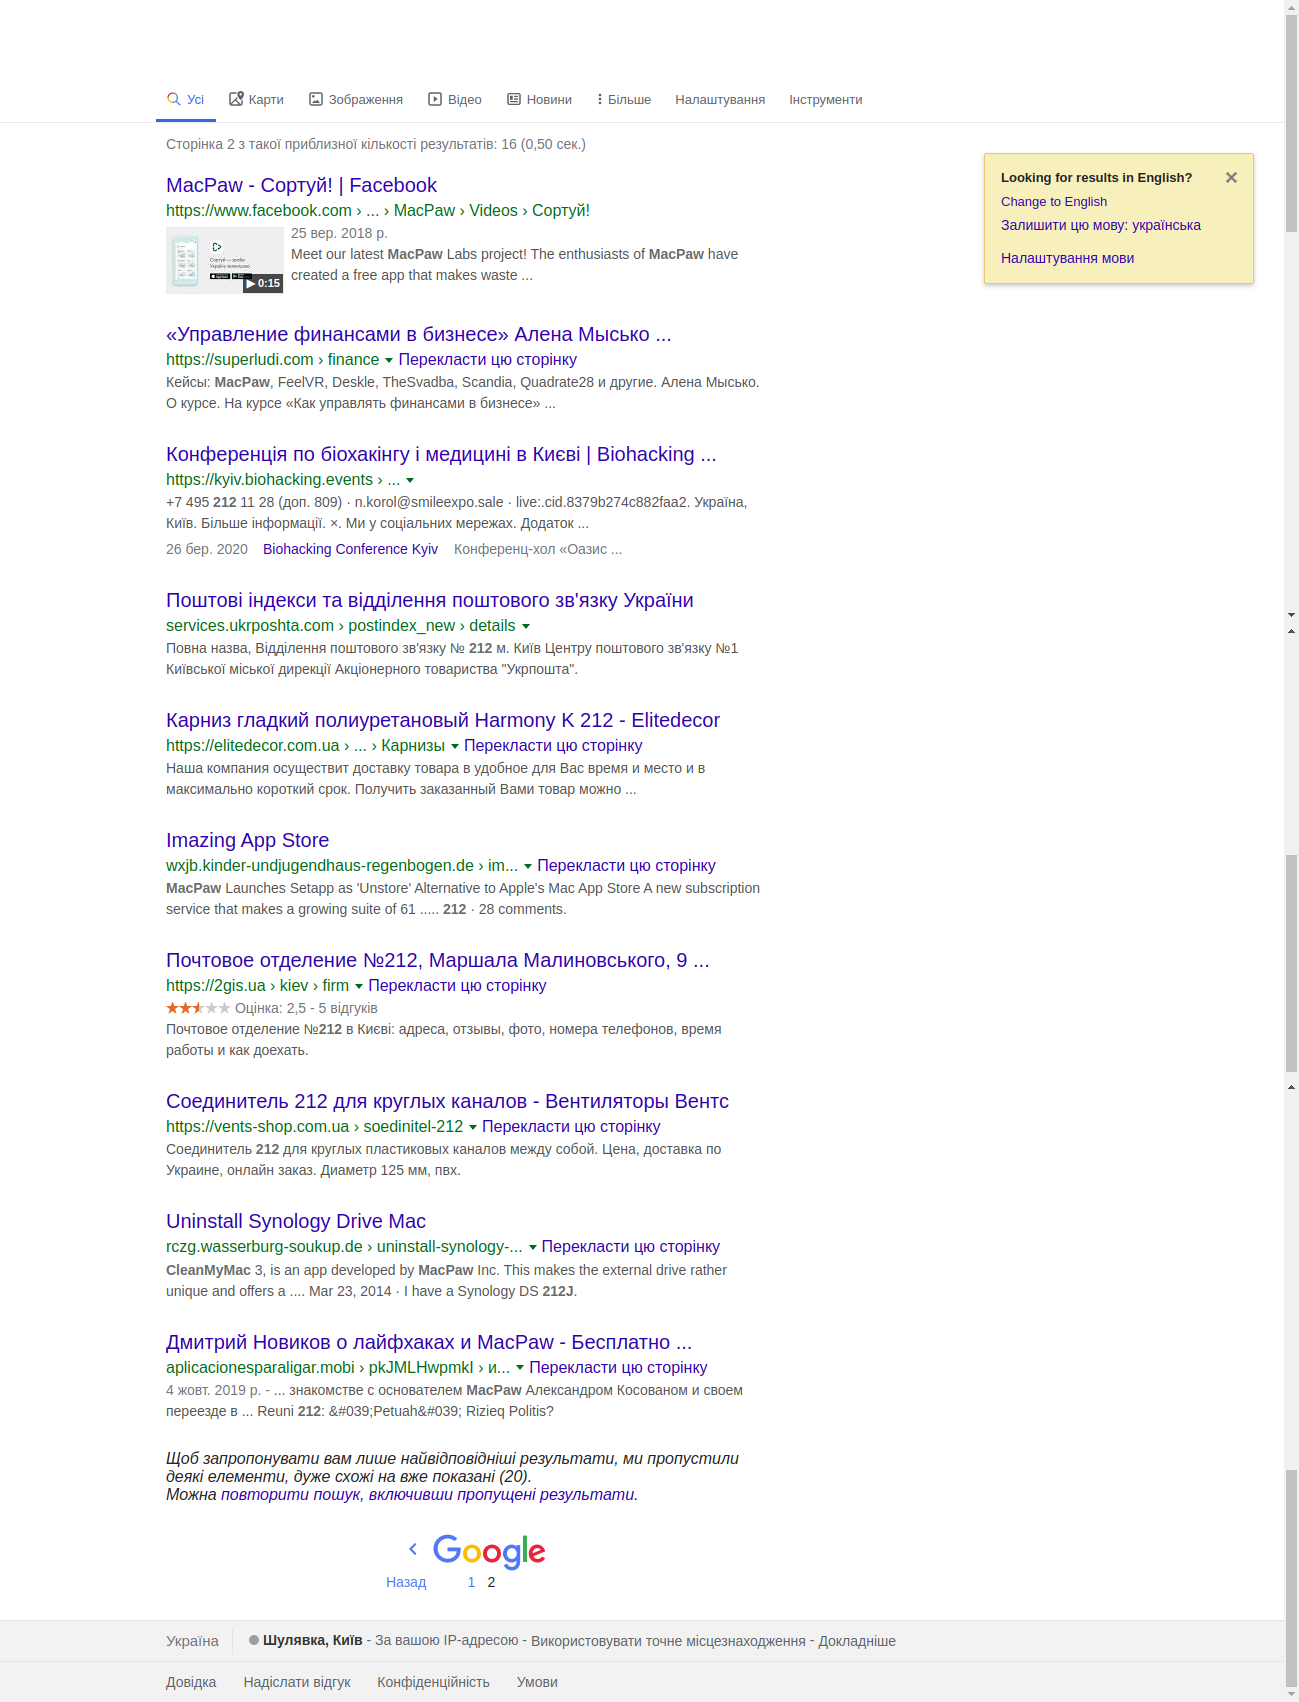 Усі Карти Зображення Відео Новини Більше Налаштування Інструменти
Сторінка 2 з такої приблизної кількості результатів: 16 (0,50 сек.)
Looking for results in English?
Change to English
Залишити цю мову: українська
Налаштування мови
MacPaw - Сортуй! | Facebook
https://www.facebook.com › ... › MacPaw › Videos › Сортуй!
25 вер. 2018 р.
Meet our latest MacPaw Labs project! The enthusiasts of MacPaw have
created a free app that makes waste ...
Сортуй — зроби
Україну зеленішою
▶ 0:15
«Управление финансами в бизнесе» Алена Мысько ...
https://superludi.com › finance Перекласти цю сторінку
Кейсы: MacPaw, FeelVR, Deskle, TheSvadba, Scandia, Quadrate28 и другие. Алена Мысько.
О курсе. На курсе «Как управлять финансами в бизнесе» ...
Конференція по біохакінгу і медицині в Києві | Biohacking ...
https://kyiv.biohacking.events › ...
+7 495 212 11 28 (доп. 809) · n.korol@smileexpo.sale · live:.cid.8379b274c882faa2. Україна,
Київ. Більше інформації. ×. Ми у соціальних мережах. Додаток ...
26 бер. 2020 Biohacking Conference Kyiv Конференц-хол «Оазис ...
Поштові індекси та відділення поштового зв'язку України
services.ukrposhta.com › postindex_new › details
Повна назва, Відділення поштового зв'язку № 212 м. Київ Центру поштового зв'язку №1
Київської міської дирекції Акціонерного товариства "Укрпошта".
Карниз гладкий полиуретановый Harmony K 212 - Elitedecor
https://elitedecor.com.ua › ... › Карнизы Перекласти цю сторінку
Наша компания осуществит доставку товара в удобное для Вас время и место и в
максимально короткий срок. Получить заказанный Вами товар можно ...
Imazing App Store
wxjb.kinder-undjugendhaus-regenbogen.de › im... Перекласти цю сторінку
MacPaw Launches Setapp as 'Unstore' Alternative to Apple's Mac App Store A new subscription
service that makes a growing suite of 61 ..... 212 · 28 comments.
Почтовое отделение №212, Маршала Малиновського, 9 ...
https://2gis.ua › kiev › firm Перекласти цю сторінку
Оцінка: 2,5 - 5 відгуків
Почтовое отделение №212 в Києві: адреса, отзывы, фото, номера телефонов, время
работы и как доехать.
Соединитель 212 для круглых каналов - Вентиляторы Вентс
https://vents-shop.com.ua › soedinitel-212 Перекласти цю сторінку
Соединитель 212 для круглых пластиковых каналов между собой. Цена, доставка по
Украине, онлайн заказ. Диаметр 125 мм, пвх.
Uninstall Synology Drive Mac
rczg.wasserburg-soukup.de › uninstall-synology-... Перекласти цю сторінку
CleanMyMac 3, is an app developed by MacPaw Inc. This makes the external drive rather
unique and offers a .... Mar 23, 2014 · I have a Synology DS 212J.
Дмитрий Новиков о лайфхаках и MacPaw - Бесплатно ...
aplicacionesparaligar.mobi › pkJMLHwpmkI › и... Перекласти цю сторінку
4 жовт. 2019 р. - ... знакомстве с основателем MacPaw Александром Косованом и своем
переезде в ... Reuni 212: &#039;Petuah&#039; Rizieq Politis?
Щоб запропонувати вам лише найвідповідніші результати, ми пропустили
деякі елементи, дуже схожі на вже показані (20).
Можна повторити пошук, включивши пропущені результати.
Google
Назад 1 2
Україна Шулявка, Київ - За вашою IP-адресою - Використовувати точне місцезнаходження - Докладніше
Довідка Надіслати відгук Конфіденційність Умови